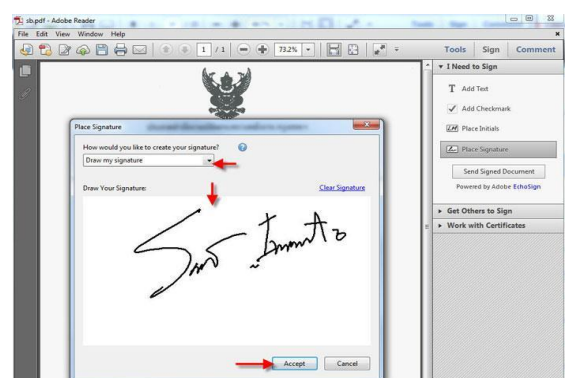 sb.pdf - Adobe Reader
File Edit View Window Help
1 / 1 73.2% Tools Sign Comment
I Need to Sign
T Add Text
Add Checkmark
Place Initials
Place Signature
Send Signed Document
Powered by Adobe EchoSign
Get Others to Sign
Work with Certificates
Place Signature
How would you like to create your signature?
Draw my signature
Draw Your Signature: Clear Signature
Accept Cancel